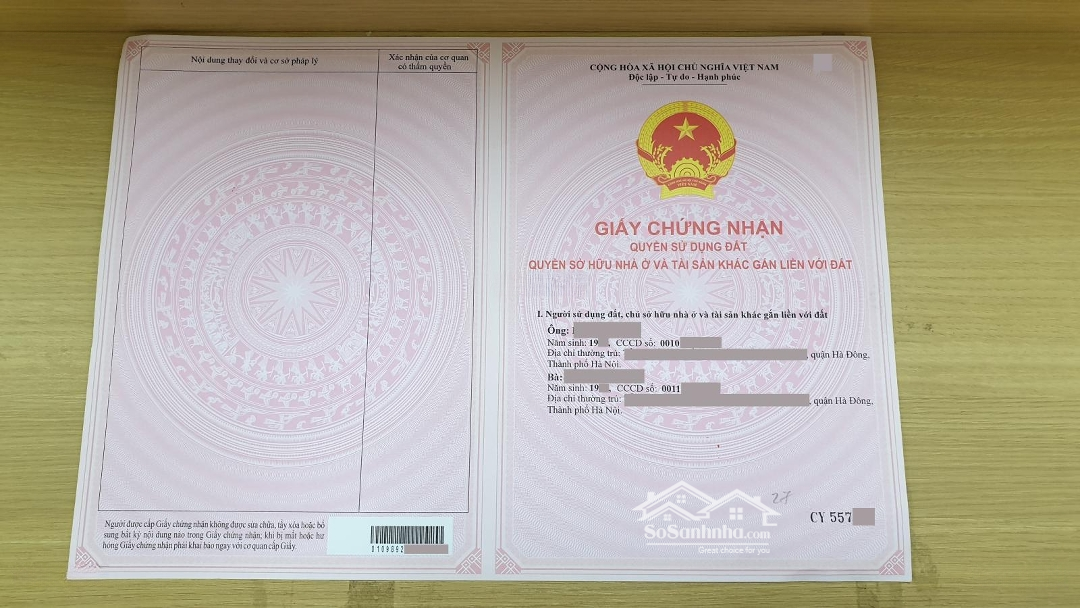 Nội dung thay đổi và cơ sở pháp lý
Xác nhận của cơ quan
có thẩm quyền
Người được cấp Giấy chứng nhận không được sửa chữa, tẩy xóa hoặc bổ
sung bất kỳ nội dung nào trong Giấy chứng nhận; khi bị mất hoặc hư
hỏng Giấy chứng nhận phải khai báo ngay với cơ quan cấp Giấy.
0109892
CỘNG HÒA XÃ HỘI CHỦ NGHĨA VIỆT NAM
Độc lập - Tự do - Hạnh phúc
VIỆT NAM
GIẤY CHỨNG NHẬN
QUYỀN SỬ DỤNG ĐẤT
QUYỀN SỞ HỮU NHÀ Ở VÀ TÀI SẢN KHÁC GẮN LIỀN VỚI ĐẤT
I. Người sử dụng đất, chủ sở hữu nhà ở và tài sản khác gắn liền với đất
Ông:
Năm sinh: 19 , CCCD số: 0010
Địa chỉ thường trú: , quận Hà Đông,
Thành phố Hà Nội.
Bà:
Năm sinh: 19 , CCCD số: 0011
Địa chỉ thường trú: , quận Hà Đông,
Thành phố Hà Nội.
27
CY 557
SoSanhnha.com
Great choice for you